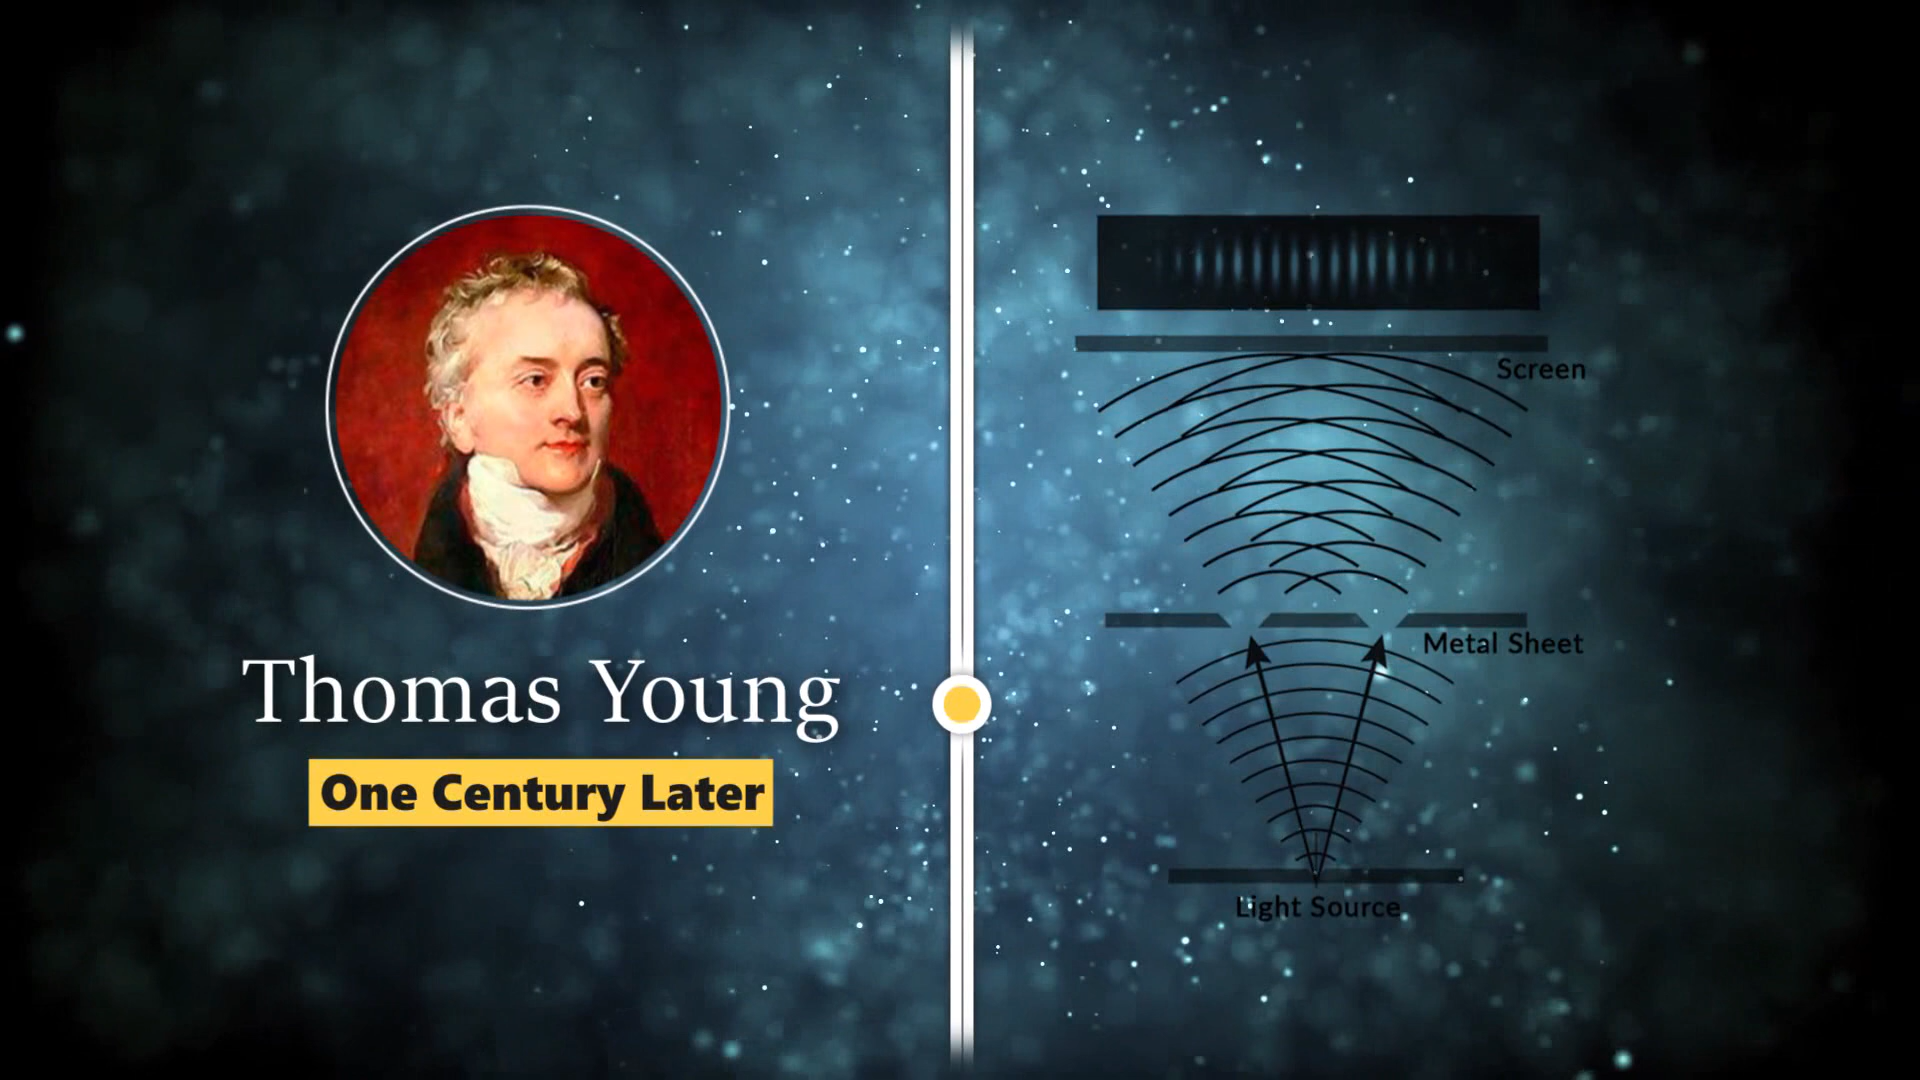 Thomas Young
One Century Later
Screen
Metal Sheet
Light Source